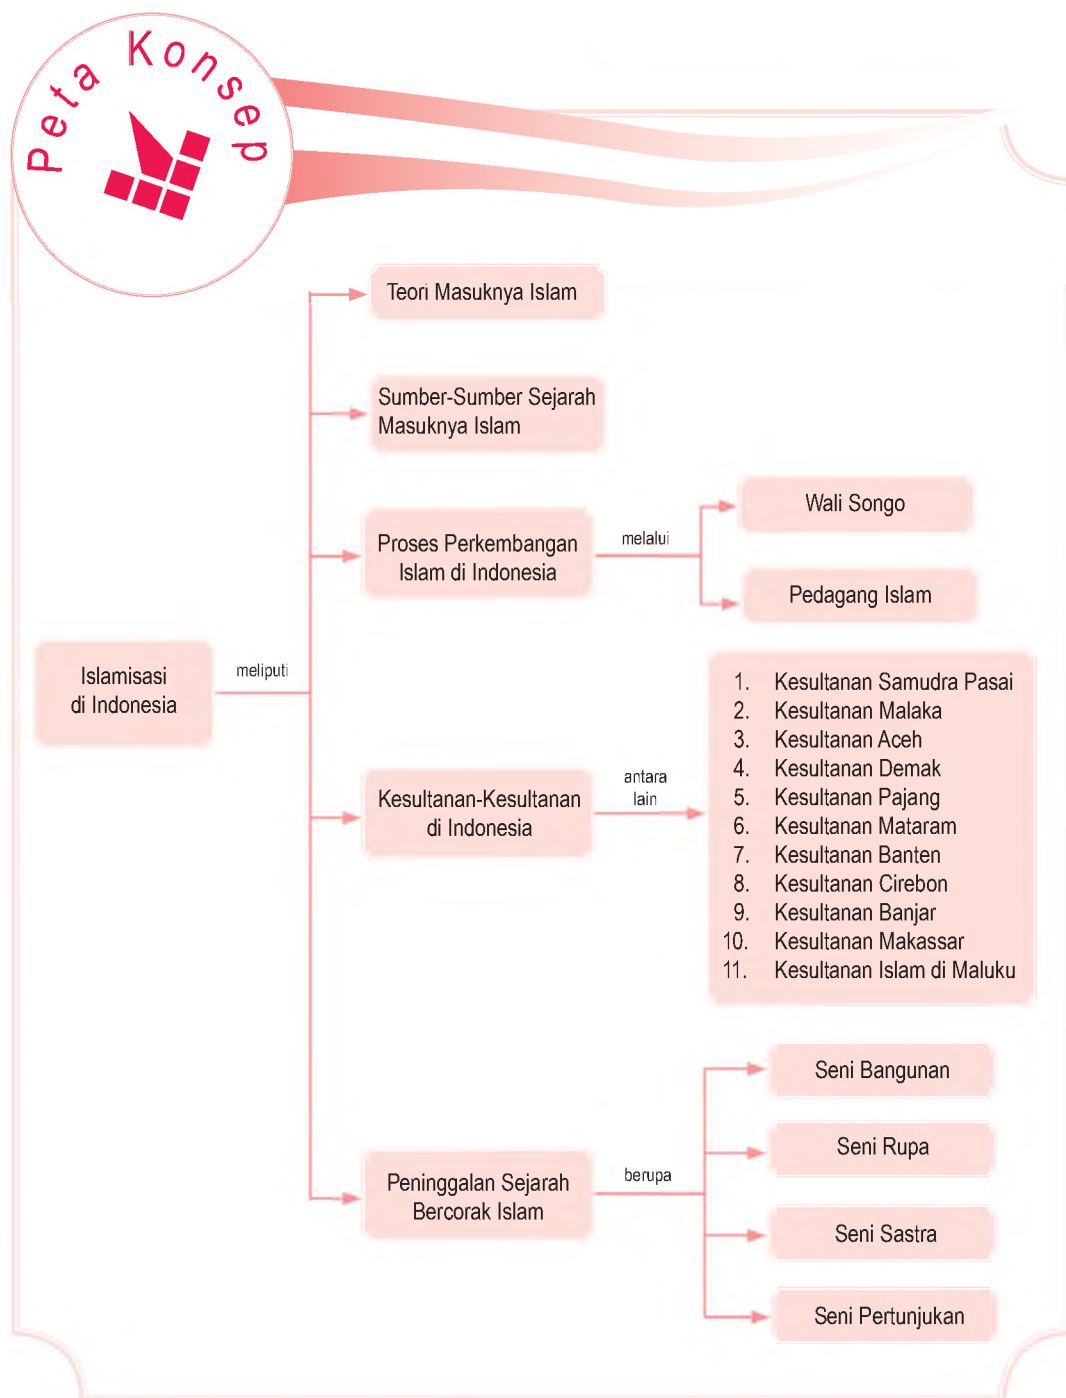 Peta Konsep
Teori Masuknya Islam
Sumber-Sumber Sejarah
Masuknya Islam
Proses Perkembangan
Islam di Indonesia
melalui
Wali Songo
Pedagang Islam
Islamisasi
di Indonesia
meliputi
Kesultanan-Kesultanan
di Indonesia
antara
lain
1. Kesultanan Samudra Pasai
2. Kesultanan Malaka
3. Kesultanan Aceh
4. Kesultanan Demak
5. Kesultanan Pajang
6. Kesultanan Mataram
7. Kesultanan Banten
8. Kesultanan Cirebon
9. Kesultanan Banjar
10. Kesultanan Makassar
11. Kesultanan Islam di Maluku
Peninggalan Sejarah
Bercorak Islam
berupa
Seni Bangunan
Seni Rupa
Seni Sastra
Seni Pertunjukan